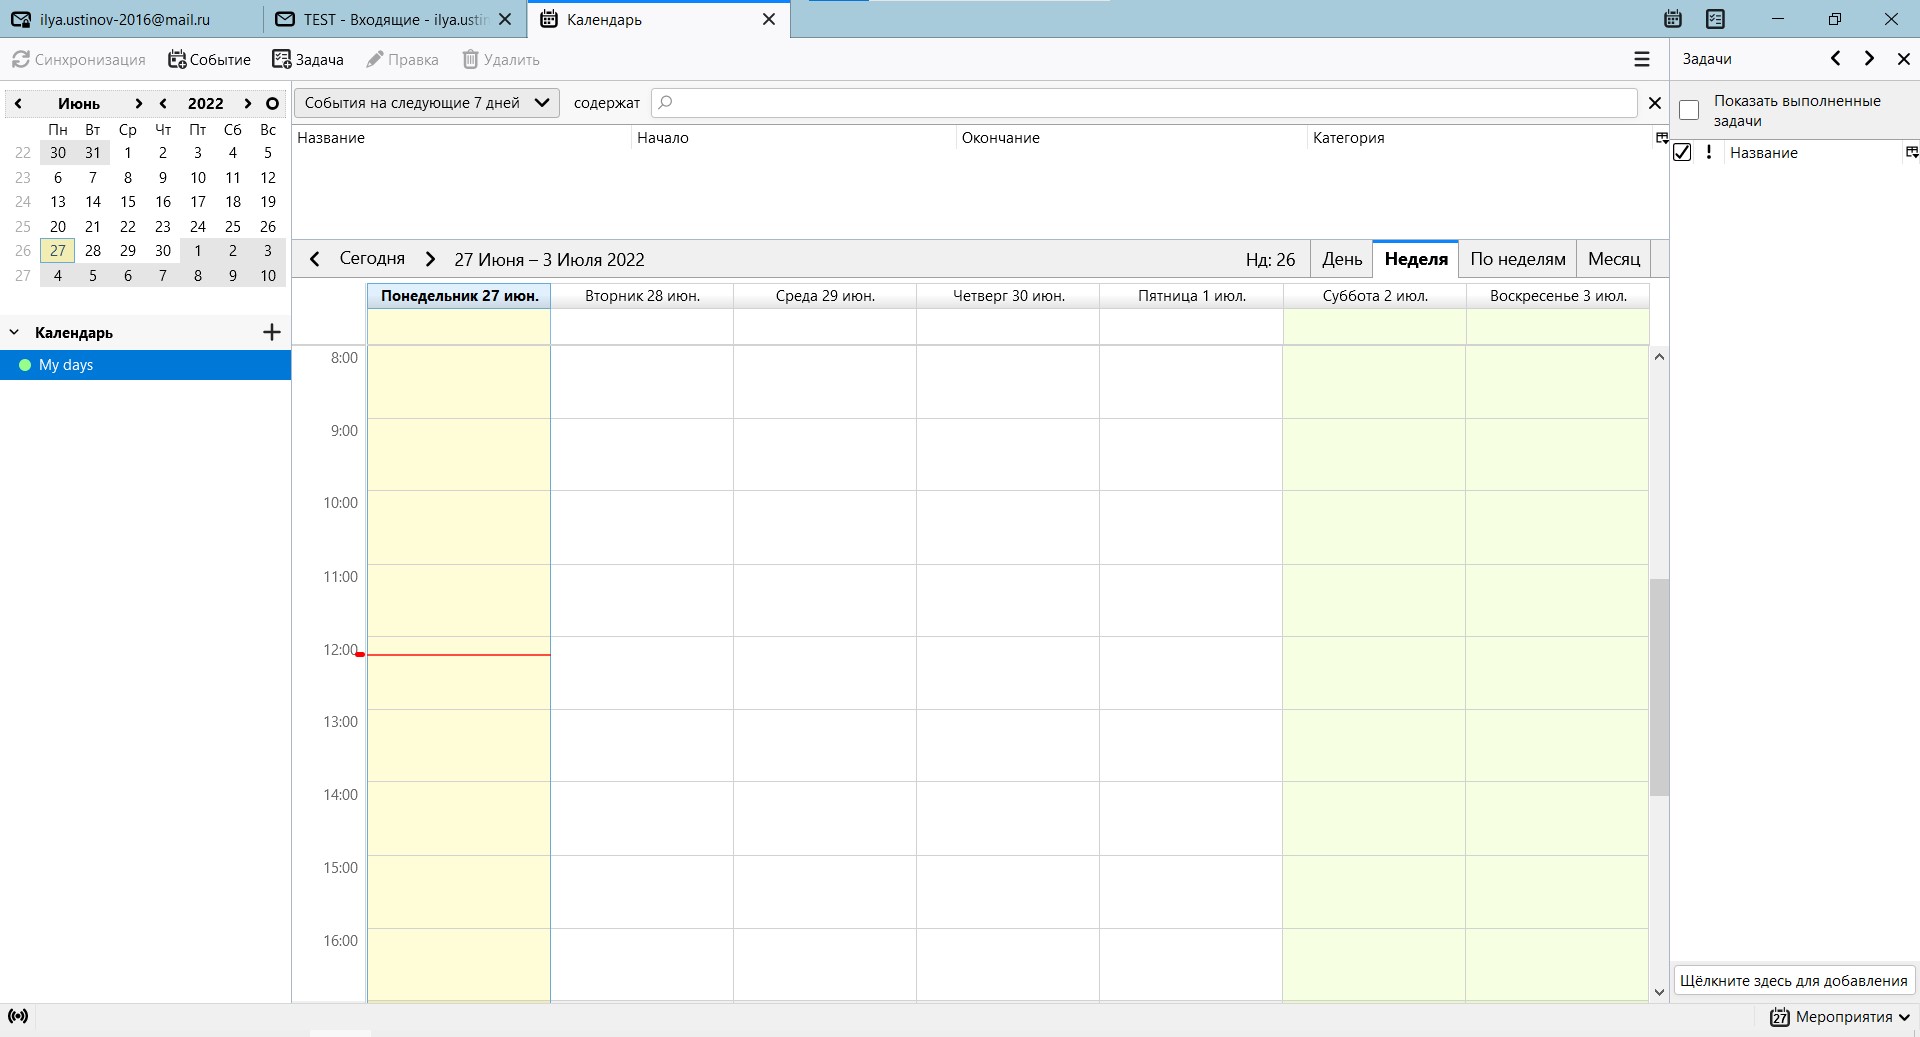 ilya.ustinov-2016@mail.ru
TEST - Входящие - ilya.usti
Календарь
Синхронизация
Событие
Задача
Правка
Удалить
Задачи
Июнь 2022
Пн Вт Ср Чт Пт Сб Вс
22 30 31 1 2 3 4 5
23 6 7 8 9 10 11 12
24 13 14 15 16 17 18 19
25 20 21 22 23 24 25 26
26 27 28 29 30 1 2 3
27 4 5 6 7 8 9 10
Календарь
My days
События на следующие 7 дней
содержат
Название
Начало
Окончание
Категория
Сегодня
27 Июня – 3 Июля 2022
Нд: 26
День
Неделя
По неделям
Месяц
Понедельник 27 июн.
Вторник 28 июн.
Среда 29 июн.
Четверг 30 июн.
Пятница 1 июл.
Суббота 2 июл.
Воскресенье 3 июл.
8:00
9:00
10:00
11:00
12:00
13:00
14:00
15:00
16:00
Показать выполненные
задачи
! Название
Щёлкните здесь для добавления
27 Мероприятия